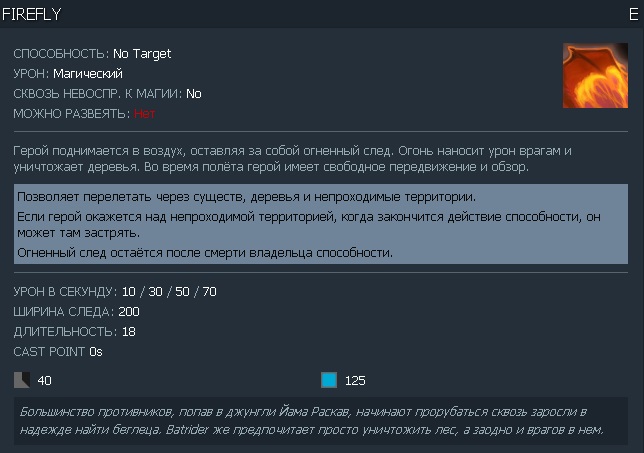 FIREFLY E
СПОСОБНОСТЬ: No Target
УРОН: Магический
СКВОЗЬ НЕВОСПР. К МАГИИ: No
МОЖНО РАЗВЕЯТЬ: Нет
Герой поднимается в воздух, оставляя за собой огненный след. Огонь наносит урон врагам и
уничтожает деревья. Во время полёта герой имеет свободное передвижение и обзор.
Позволяет перелетать через существ, деревья и непроходимые территории.
Если герой окажется над непроходимой территорией, когда закончится действие способности, он
может там застрять.
Огненный след остаётся после смерти владельца способности.
УРОН В СЕКУНДУ: 10 / 30 / 50 / 70
ШИРИНА СЛЕДА: 200
ДЛИТЕЛЬНОСТЬ: 18
CAST POINT 0s
40 125
Большинство противников, попав в джунгли Йама Раскав, начинают прорубаться сквозь заросли в
надежде найти беглеца. Batrider же предпочитает просто уничтожить лес, а заодно и врагов в нем.